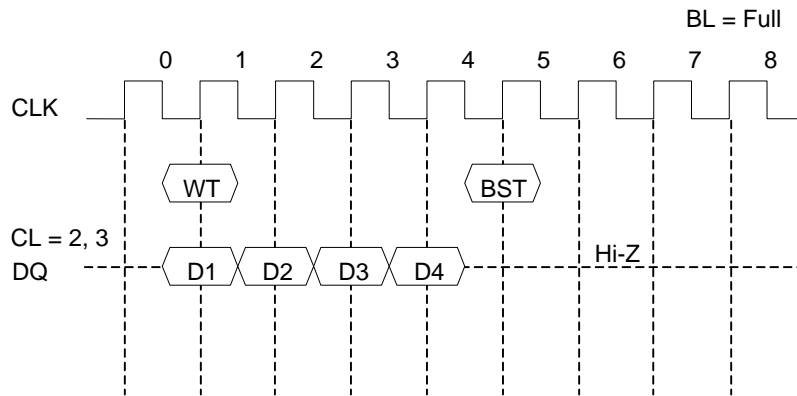 BL = Full
0 1 2 3 4 5 6 7 8
CLK
WT BST
CL = 2, 3
DQ D1 D2 D3 D4 Hi-Z